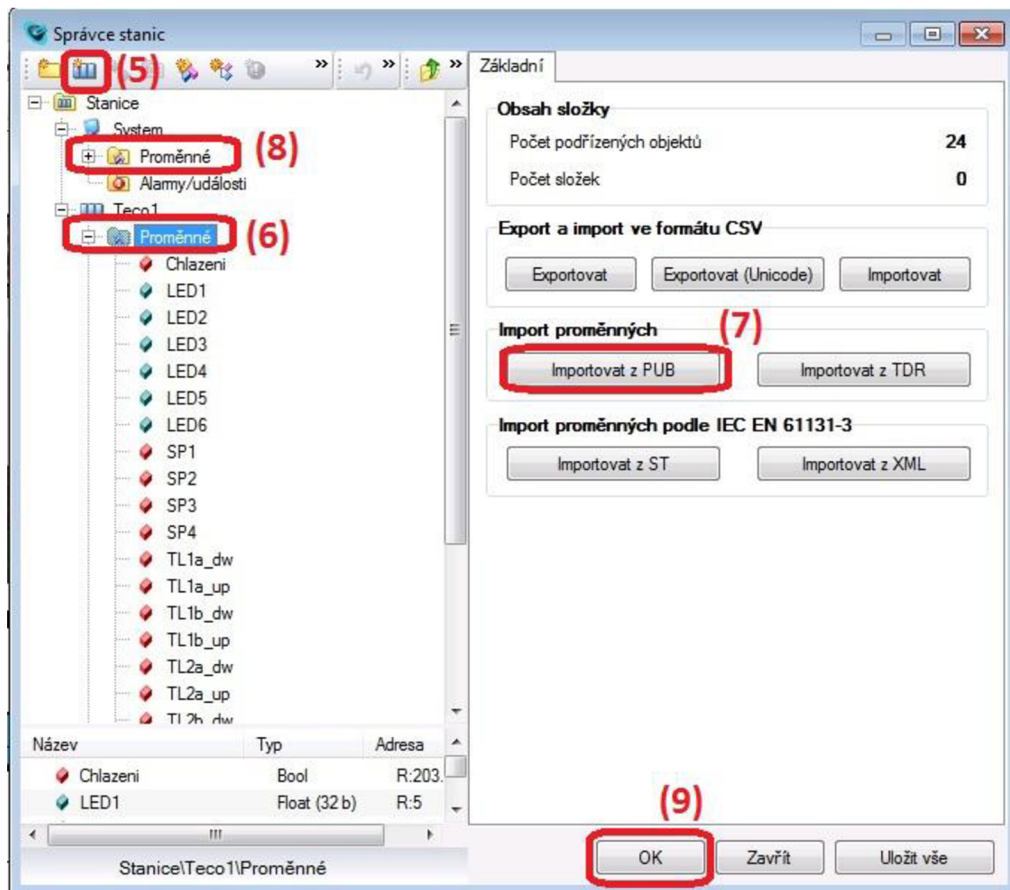 Správce stanic
(5)
» » »
Základní
Stanice
System
Proměnné
(8)
Alarmy/události
Teco1
Proměnné
(6)
Chlazeni
LED1
LED2
LED3
LED4
LED5
LED6
SP1
SP2
SP3
SP4
TL1a_dw
TL1a_up
TL1b_dw
TL1b_up
TL2a_dw
TL2a_up
TL2b_dw
Název Typ Adresa
Chlazeni Bool R:203.
LED1 Float (32 b) R:5
Stanice\Teco1\Proměnné
Obsah složky
Počet podřízených objektů 24
Počet složek 0
Export a import ve formátu CSV
Exportovat Exportovat (Unicode) Importovat
Import proměnných
(7)
Importovat z PUB Importovat z TDR
Import proměnných podle IEC EN 61131-3
Importovat z ST Importovat z XML
(9)
OK Zavřít Uložit vše